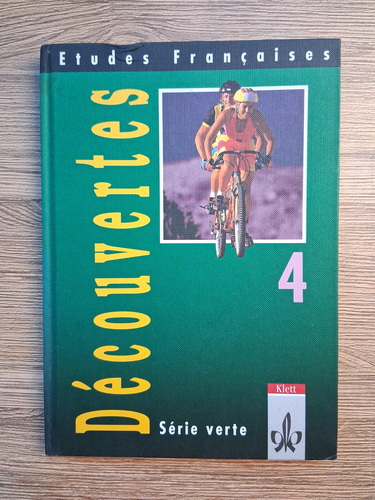 Etudes Françaises
Découvertes
4
Série verte
Klett